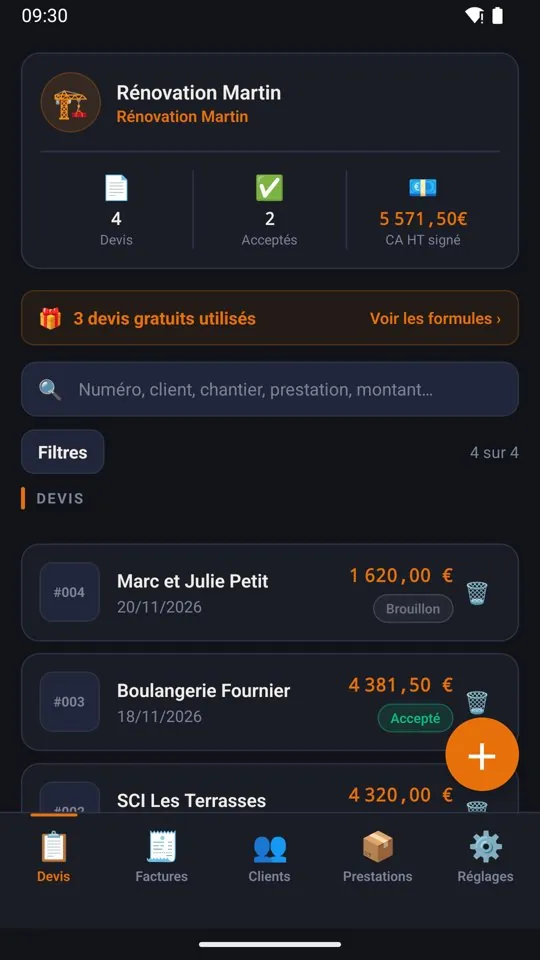 09:30
Rénovation Martin
Rénovation Martin
4
Devis
2
Acceptés
5 571,50€
CA HT signé
3 devis gratuits utilisés
Voir les formules ›
Numéro, client, chantier, prestation, montant…
Filtres
4 sur 4
DEVIS
#004
Marc et Julie Petit
20/11/2026
1 620,00 €
Brouillon
#003
Boulangerie Fournier
18/11/2026
4 381,50 €
Accepté
#002
SCI Les Terrasses
4 320,00 €
Devis
Factures
Clients
Prestations
Réglages